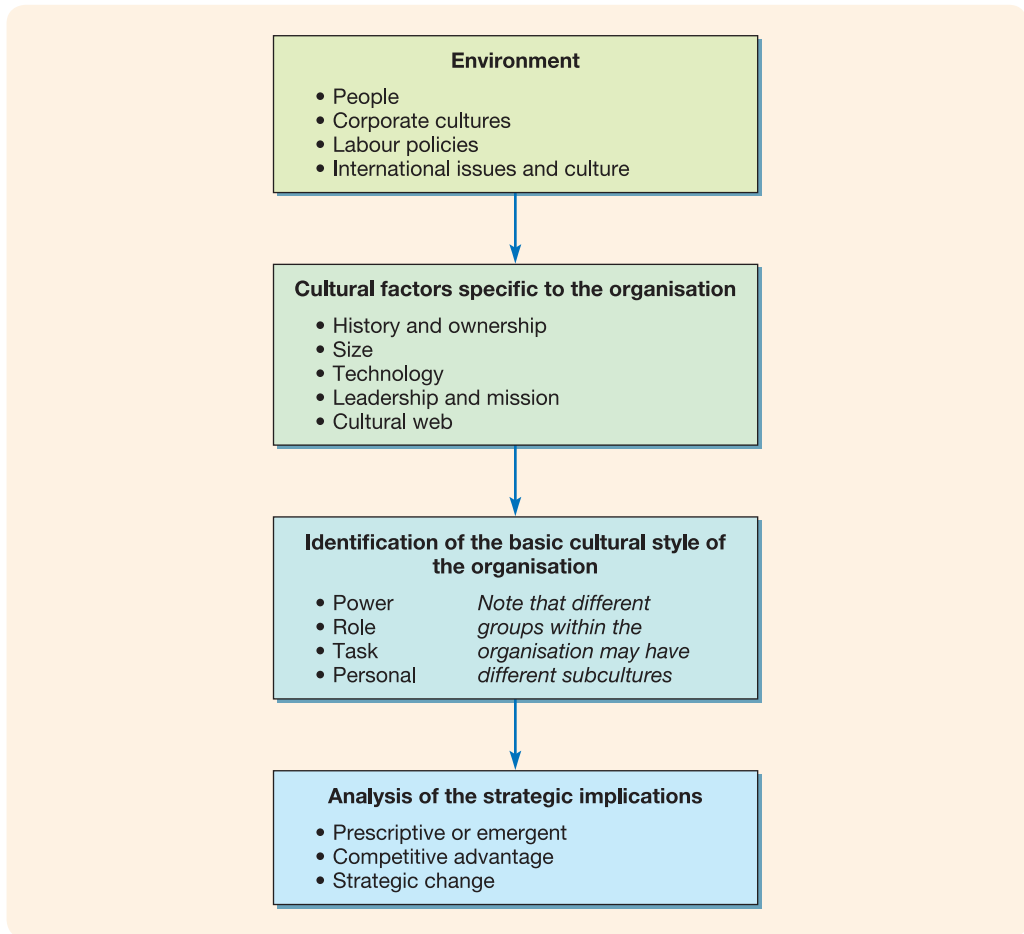 Environment
• People
• Corporate cultures
• Labour policies
• International issues and culture
Cultural factors specific to the organisation
• History and ownership
• Size
• Technology
• Leadership and mission
• Cultural web
Identification of the basic cultural style of
the organisation
• Power
• Role
• Task
• Personal
Note that different
groups within the
organisation may have
different subcultures
Analysis of the strategic implications
• Prescriptive or emergent
• Competitive advantage
• Strategic change